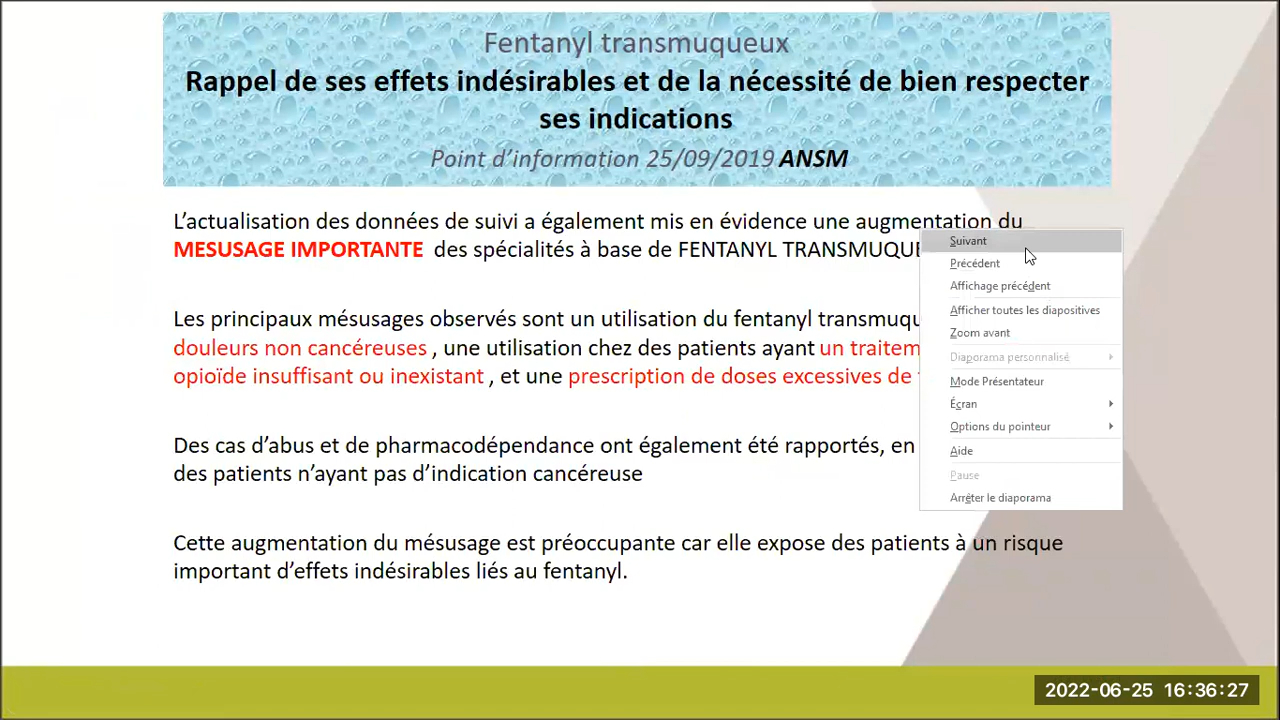 Fentanyl transmuqueux
Rappel de ses effets indésirables et de la nécessité de bien respecter
ses indications
Point d'information 25/09/2019 ANSM
L'actualisation des données de suivi a également mis en évidence une augmentation du
MESUSAGE IMPORTANTE des spécialités à base de FENTANYL TRANSMUQUE
Les principaux mésusages observés sont un utilisation du fentanyl transmuqu
douleurs non cancéreuses , une utilisation chez des patients ayant un traitem
opioïde insuffisant ou inexistant , et une prescription de doses excessives de
Des cas d'abus et de pharmacodépendance ont également été rapportés, en
des patients n'ayant pas d'indication cancéreuse
Cette augmentation du mésusage est préoccupante car elle expose des patients à un risque
important d'effets indésirables liés au fentanyl.
Suivant
Précédent
Affichage précédent
Afficher toutes les diapositives
Zoom avant
Diaporama personnalisé
Mode Présentateur
Écran
Options du pointeur
Aide
Pause
Arrêter le diaporama
2022-06-25 16:36:27